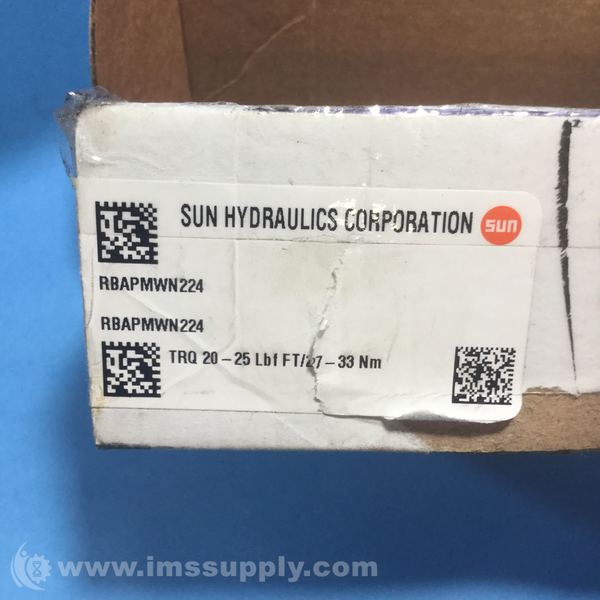 SUN HYDRAULICS CORPORATION sun
RBAPMWN224
RBAPMWN224
TRQ 20-25 Lbf FT/27-33 Nm
www.imssupply.com